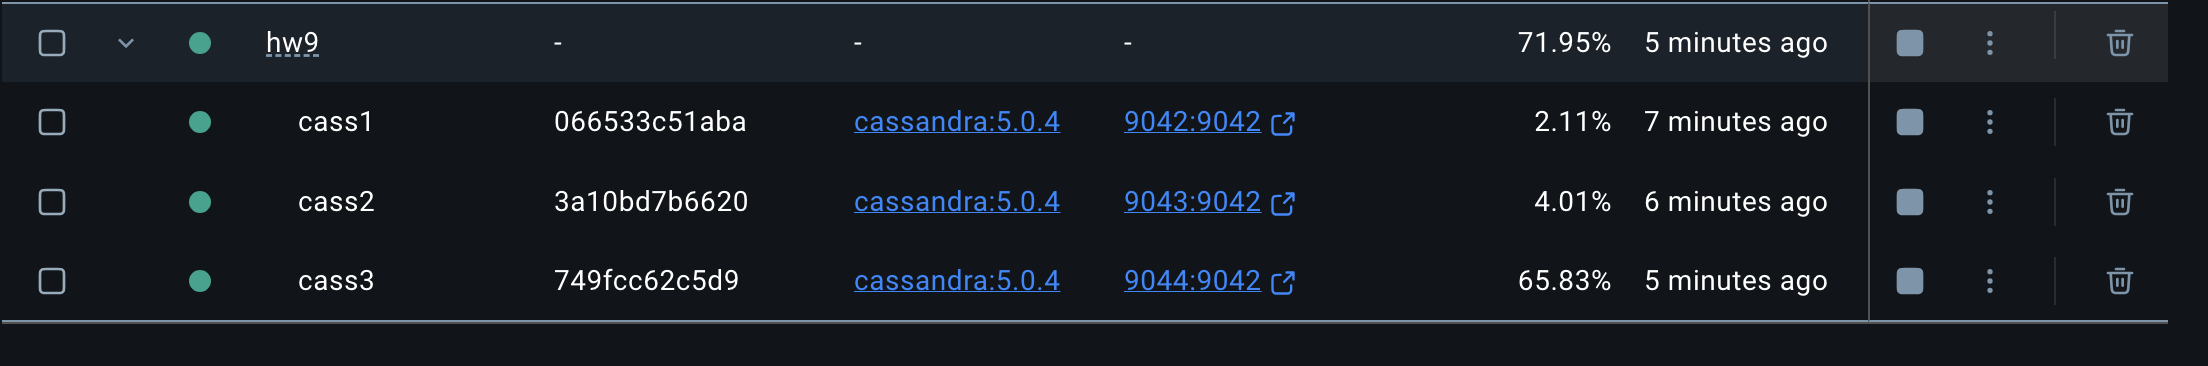 hw9 - - - 71.95% 5 minutes ago
cass1 066533c51aba cassandra:5.0.4 9042:9042 2.11% 7 minutes ago
cass2 3a10bd7b6620 cassandra:5.0.4 9043:9042 4.01% 6 minutes ago
cass3 749fcc62c5d9 cassandra:5.0.4 9044:9042 65.83% 5 minutes ago